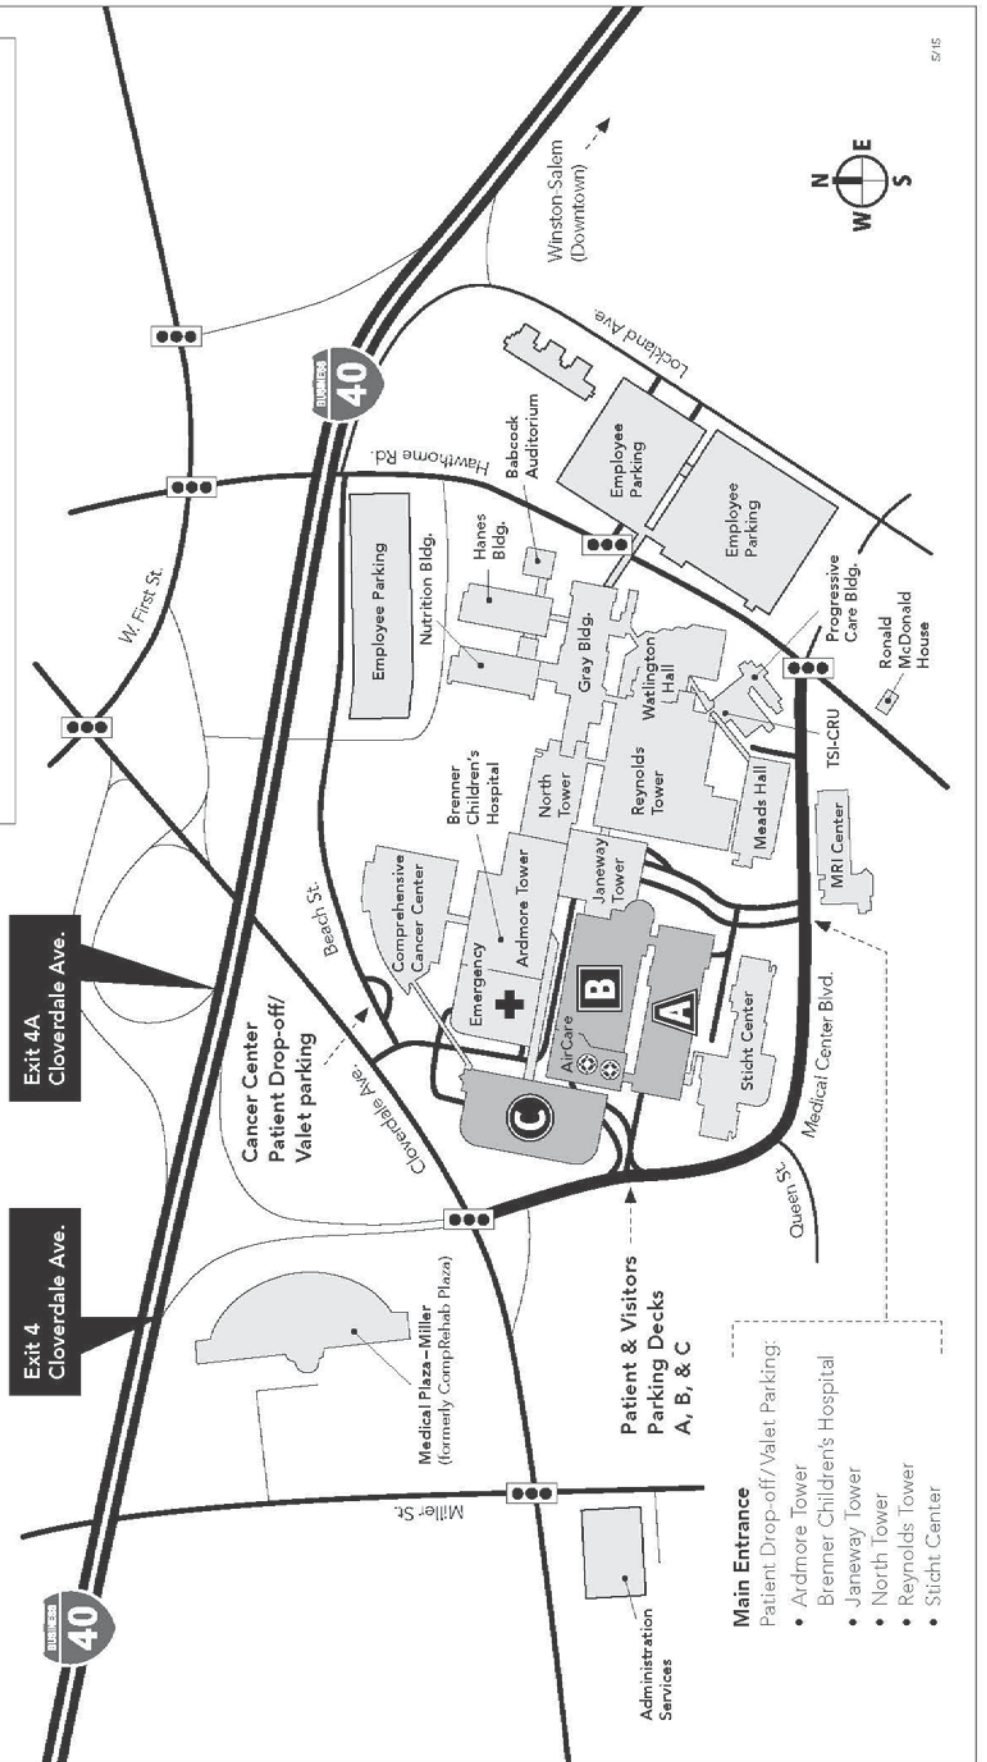 Exit 4
Cloverdale Ave.
Exit 4A
Cloverdale Ave.
BUSINESS
40
BUSINESS
40
W. First St.
Hawthorne Rd.
Winston-Salem
(Downtown)
Lockland Ave.
5/15
N
W
E
S
Miller St.
Medical Plaza–Miller
(formerly CompRehab Plaza)
Cancer Center
Patient Drop-off/
Valet parking
Cloverdale Ave.
Beach St.
Comprehensive
Cancer Center
Employee Parking
Nutrition Bldg.
Hanes
Bldg.
Babcock
Auditorium
Brenner
Children's
Hospital
Emergency
Ardmore Tower
North
Tower
Gray Bldg.
Employee
Parking
Employee
Parking
Watlington
Hall
Reynolds
Tower
Janeway
Tower
C
AirCare
B
A
Sticht Center
Meads Hall
TSI-CRU
Progressive
Care Bldg.
Ronald
McDonald
House
MRI Center
Medical Center Blvd.
Queen St.
Patient & Visitors
Parking Decks
A, B, & C
Administration
Services
Main Entrance
Patient Drop-off/Valet Parking:
• Ardmore Tower
Brenner Children's Hospital
• Janeway Tower
• North Tower
• Reynolds Tower
• Sticht Center